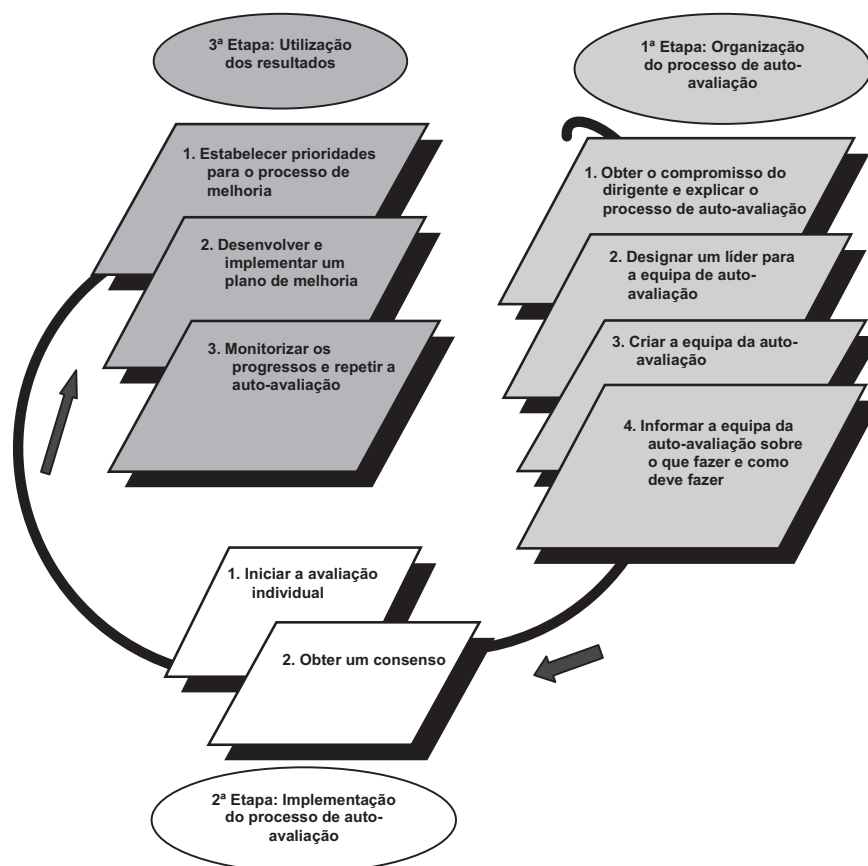 3ª Etapa: Utilização
dos resultados
1. Estabelecer prioridades
para o processo de
melhoria
2. Desenvolver e
implementar um
plano de melhoria
3. Monitorizar os
progressos e repetir a
auto-avaliação
1ª Etapa: Organização
do processo de auto-
avaliação
1. Obter o compromisso do
dirigente e explicar o
processo de auto-avaliação
2. Designar um líder para
a equipa de auto-
avaliação
3. Criar a equipa da auto-
avaliação
4. Informar a equipa da
auto-avaliação sobre
o que fazer e como
deve fazer
1. Iniciar a avaliação
individual
2. Obter um consenso
2ª Etapa: Implementação
do processo de auto-
avaliação